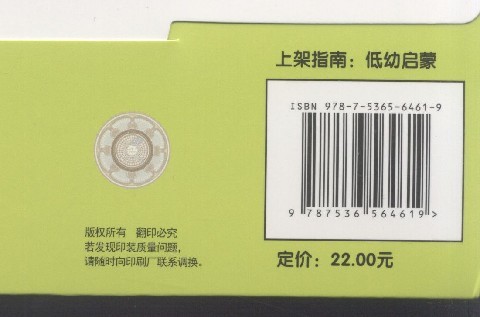 上架指南：低幼启蒙
ISBN 978-7-5365-6461-9
9 787536 564619 >
定价：22.00元
版权所有 翻印必究
若发现印装质量问题，
请随时向印刷厂联系调换。